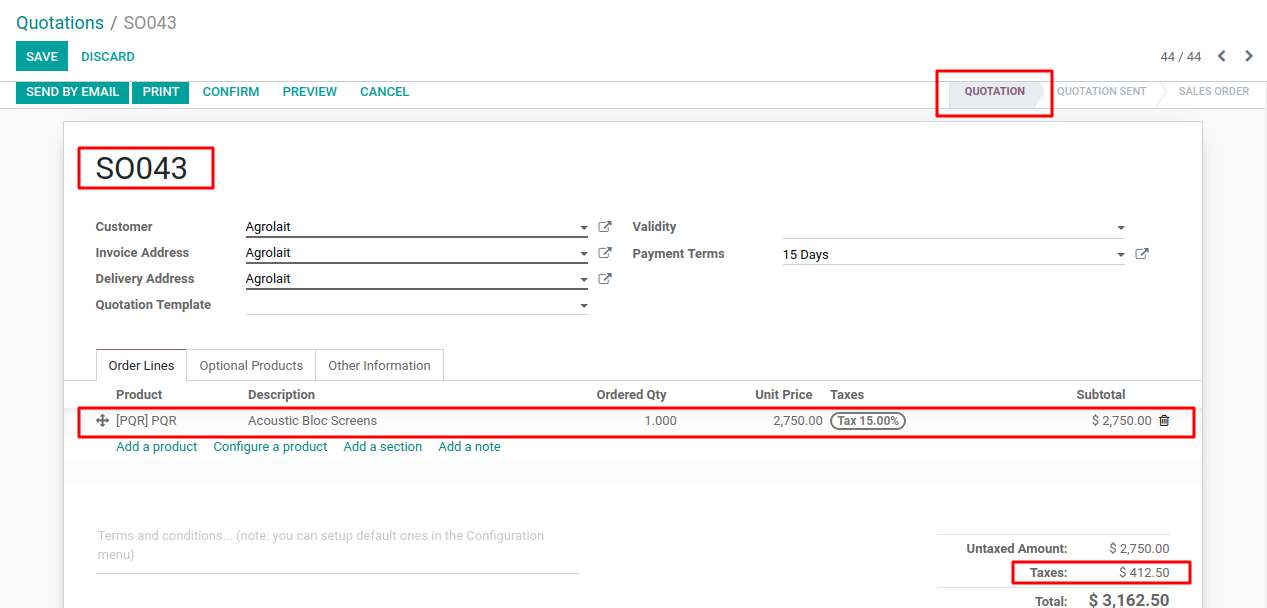 Quotations / SO043
SAVE DISCARD 44 / 44
SEND BY EMAIL PRINT CONFIRM PREVIEW CANCEL QUOTATION QUOTATION SENT SALES ORDER
SO043
Customer Agrolait Validity
Invoice Address Agrolait Payment Terms 15 Days
Delivery Address Agrolait
Quotation Template
Order Lines Optional Products Other Information
Product Description Ordered Qty Unit Price Taxes Subtotal
[PQR] PQR Acoustic Bloc Screens 1.000 2,750.00 Tax 15.00% $ 2,750.00
Add a product Configure a product Add a section Add a note
Terms and conditions... (note: you can setup default ones in the Configuration
menu)
Untaxed Amount: $ 2,750.00
Taxes: $ 412.50
Total: $ 3,162.50